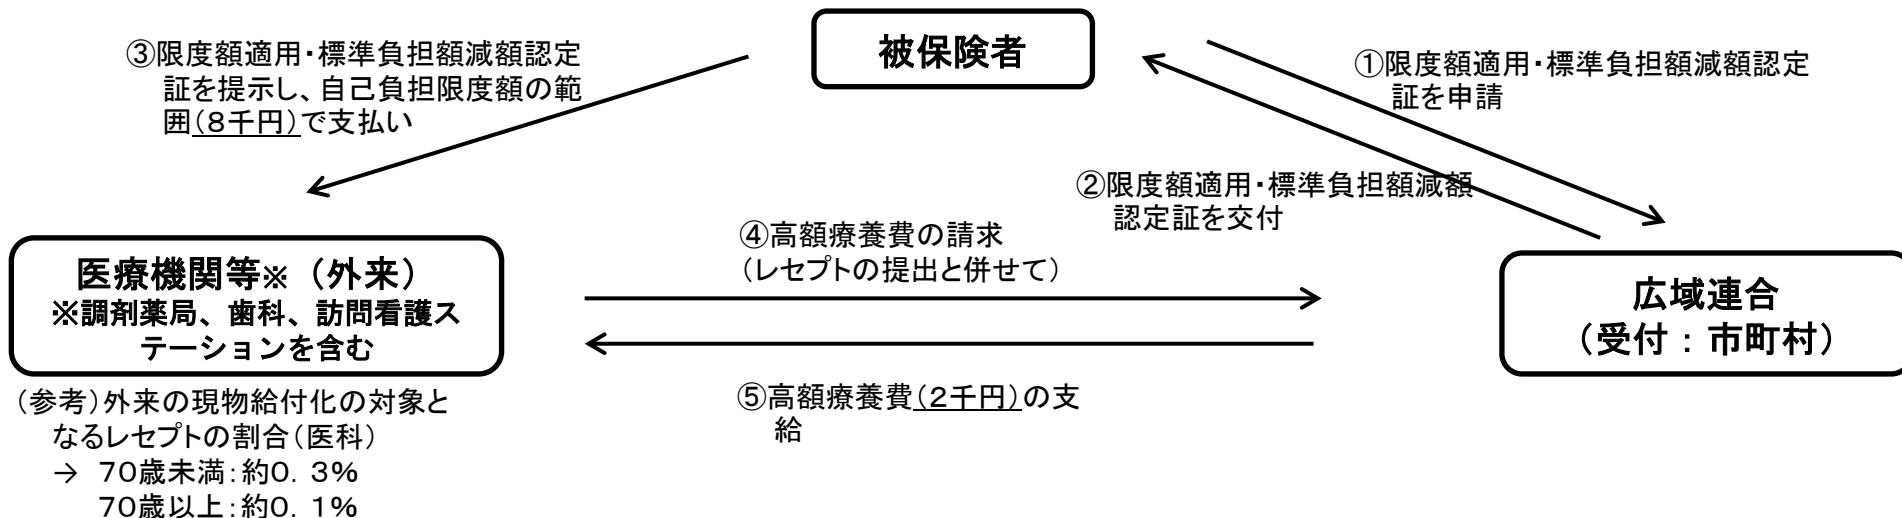 被保険者
③限度額適用・標準負担額減額認定
証を提示し、自己負担限度額の範
囲(8千円)で支払い
①限度額適用・標準負担額減額認定
証を申請
②限度額適用・標準負担額減額
認定証を交付
医療機関等※(外来)
※調剤薬局、歯科、訪問看護ス
テーションを含む
④高額療養費の請求
(レセプトの提出と併せて)
広域連合
(受付:市町村)
⑤高額療養費(2千円)の支
給
(参考)外来の現物給付化の対象と
なるレセプトの割合(医科)
→ 70歳未満:約0.3%
70歳以上:約0.1%